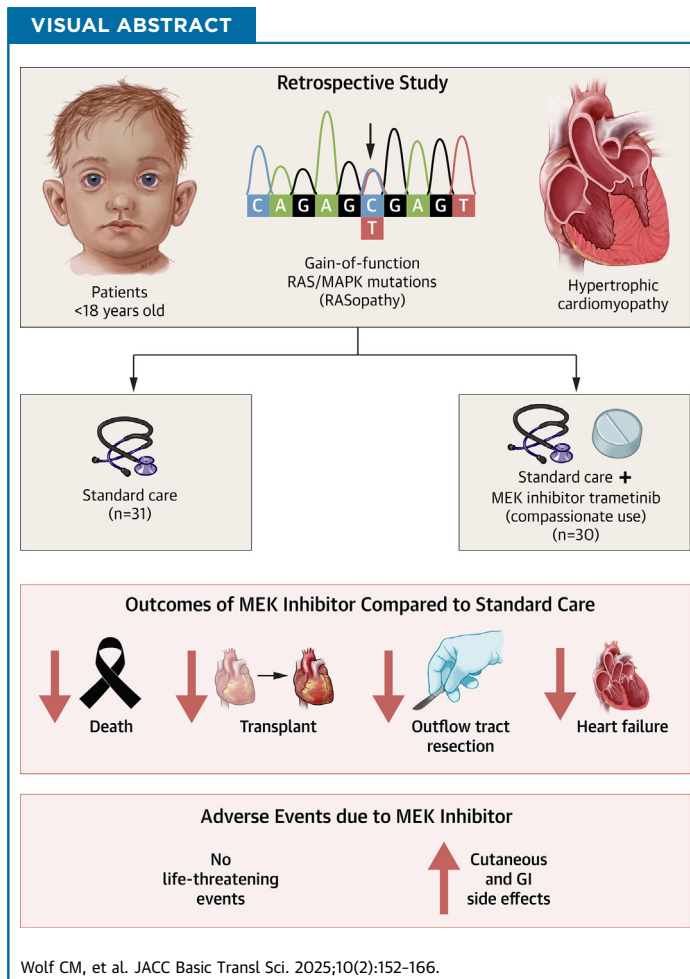 VISUAL ABSTRACT
Retrospective Study
C A G A G C G A G T
T
Patients
<18 years old
Gain-of-function
RAS/MAPK mutations
(RASopathy)
Hypertrophic
cardiomyopathy
Standard care
(n=31)
Standard care +
MEK inhibitor trametinib
(compassionate use)
(n=30)
Outcomes of MEK Inhibitor Compared to Standard Care
Death
Transplant
Outflow tract
resection
Heart failure
Adverse Events due to MEK Inhibitor
No
life-threatening
events
Cutaneous
and GI
side effects
Wolf CM, et al. JACC Basic Transl Sci. 2025;10(2):152–166.